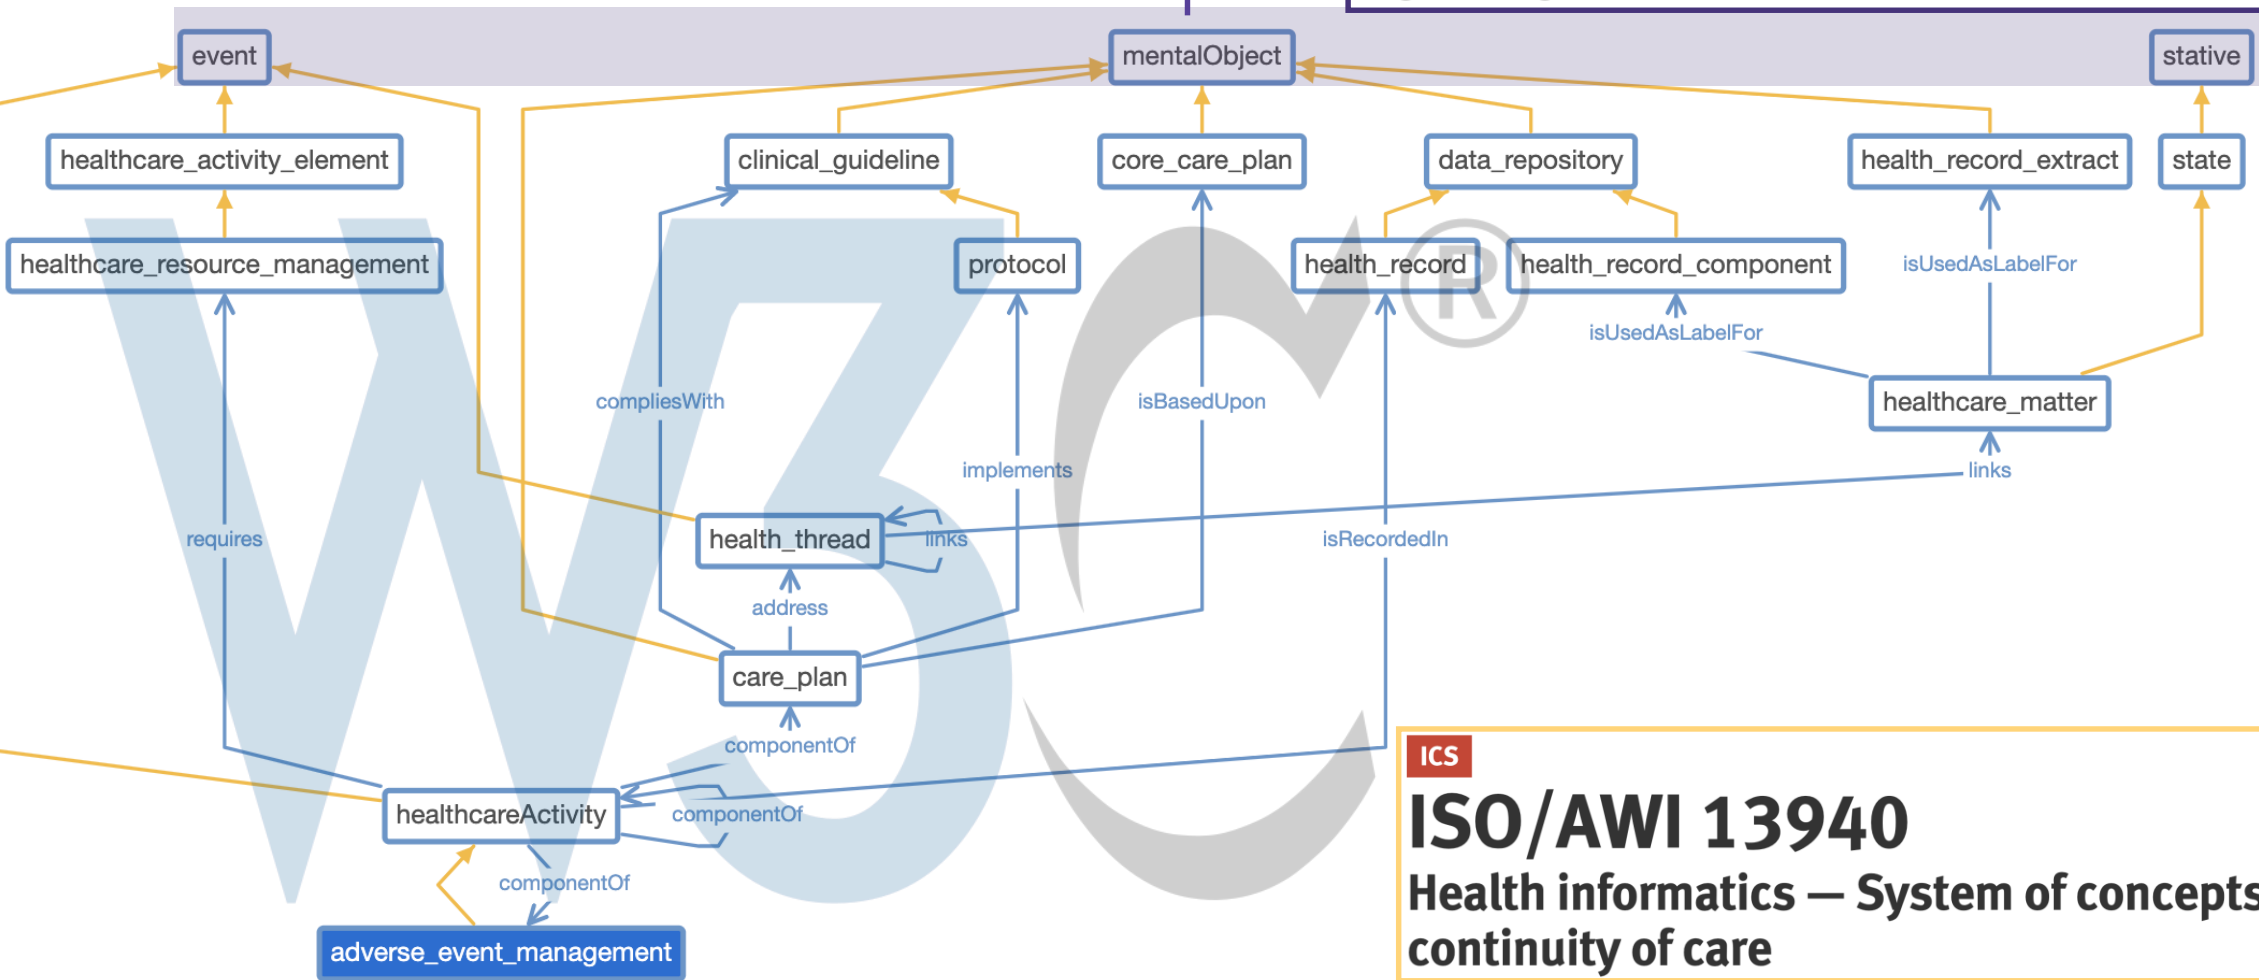 event
mentalObject
stative
healthcare_activity_element
clinical_guideline
core_care_plan
data_repository
health_record_extract
state
healthcare_resource_management
protocol
health_record
health_record_component
isUsedAsLabelFor
®
isUsedAsLabelFor
compliesWith
isBasedUpon
healthcare_matter
implements
links
requires
health_thread
links
isRecordedIn
address
care_plan
componentOf
W3C
healthcareActivity
componentOf
componentOf
adverse_event_management
ICS
ISO/AWI 13940
Health informatics — System of concepts
continuity of care